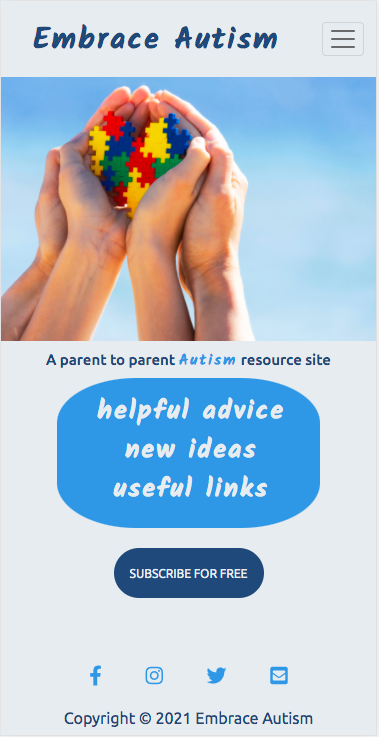 Embrace Autism
A parent to parent Autism resource site
helpful advice
new ideas
useful links
SUBSCRIBE FOR FREE
Copyright © 2021 Embrace Autism